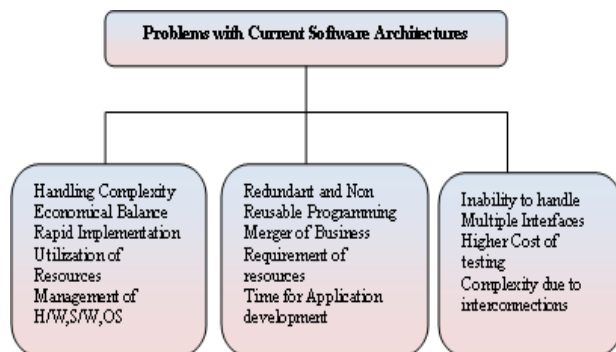 Problems with Current Software Architectures
Handling Complexity
Economical Balance
Rapid Implementation
Utilization of
Resources
Management of
H/W,S/W,OS
Redundant and Non
Reusable Programming
Merger of Business
Requirement of
resources
Time for Application
development
Inability to handle
Multiple Interfaces
Higher Cost of
testing
Complexity due to
interconnections